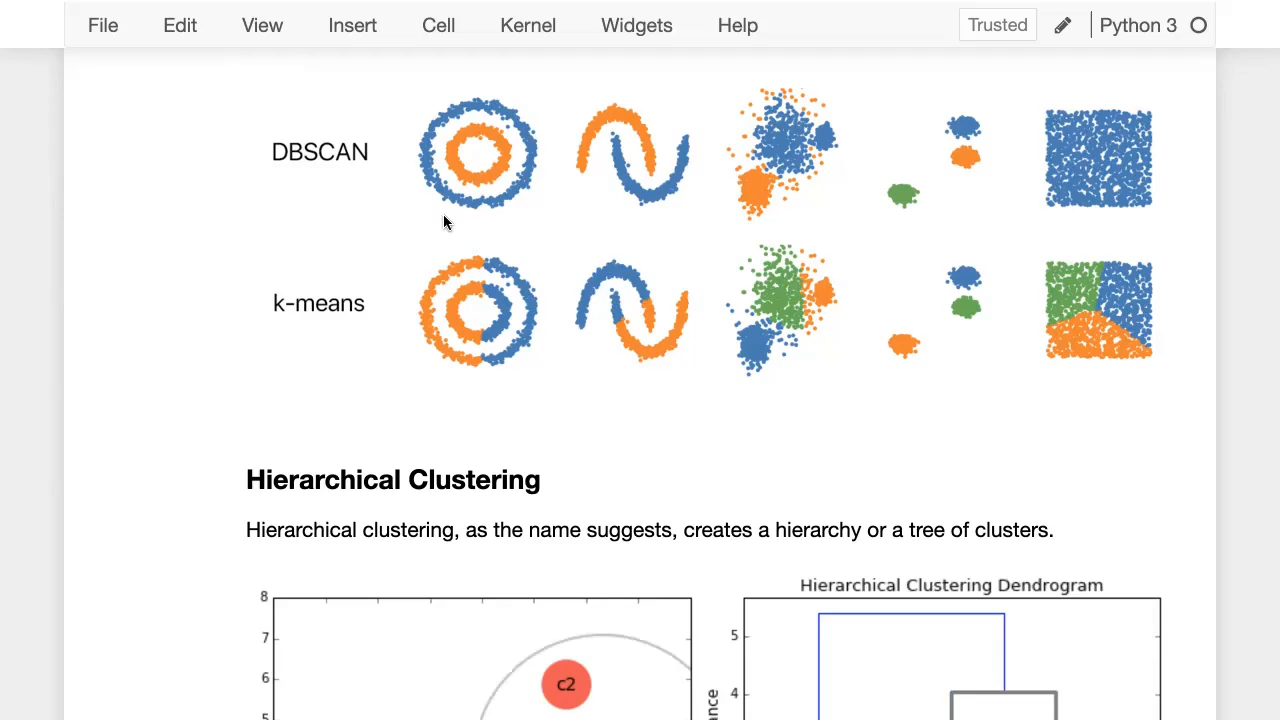 File Edit View Insert Cell Kernel Widgets Help Trusted Python 3
DBSCAN
k-means
Hierarchical Clustering
Hierarchical clustering, as the name suggests, creates a hierarchy or a tree of clusters.
Hierarchical Clustering Dendrogram
8
7
6
5
c2
5
4